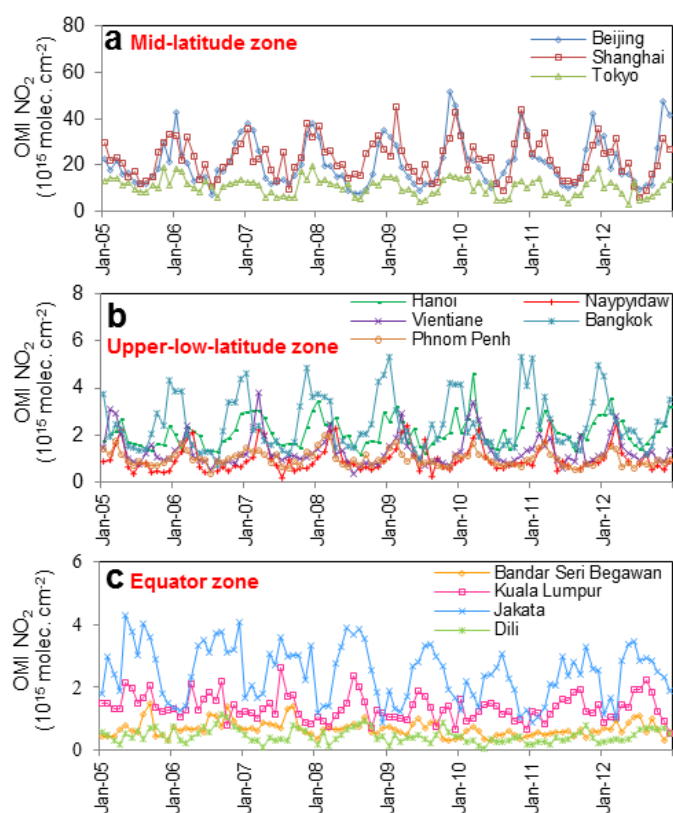 a Mid-latitude zone
Beijing
Shanghai
Tokyo
OMI NO2
(10^15 molec. cm^-2)
80
60
40
20
0
Jan-05 Jan-06 Jan-07 Jan-08 Jan-09 Jan-10 Jan-11 Jan-12
b Upper-low-latitude zone
Hanoi Naypyidaw
Vientiane Bangkok
Phnom Penh
OMI NO2
(10^15 molec. cm^-2)
8
6
4
2
0
Jan-05 Jan-06 Jan-07 Jan-08 Jan-09 Jan-10 Jan-11 Jan-12
c Equator zone
Bandar Seri Begawan
Kuala Lumpur
Jakata
Dili
OMI NO2
(10^15 molec. cm^-2)
6
4
2
0
Jan-05 Jan-06 Jan-07 Jan-08 Jan-09 Jan-10 Jan-11 Jan-12